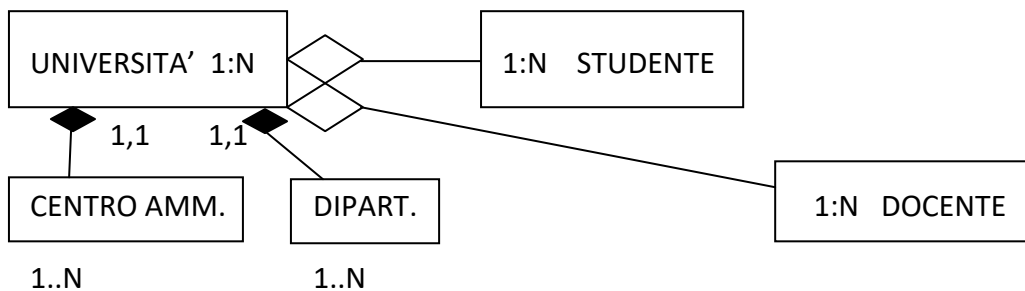 UNIVERSITA’ 1:N
1:N STUDENTE
1,1
1,1
CENTRO AMM.
DIPART.
1:N DOCENTE
1..N
1..N